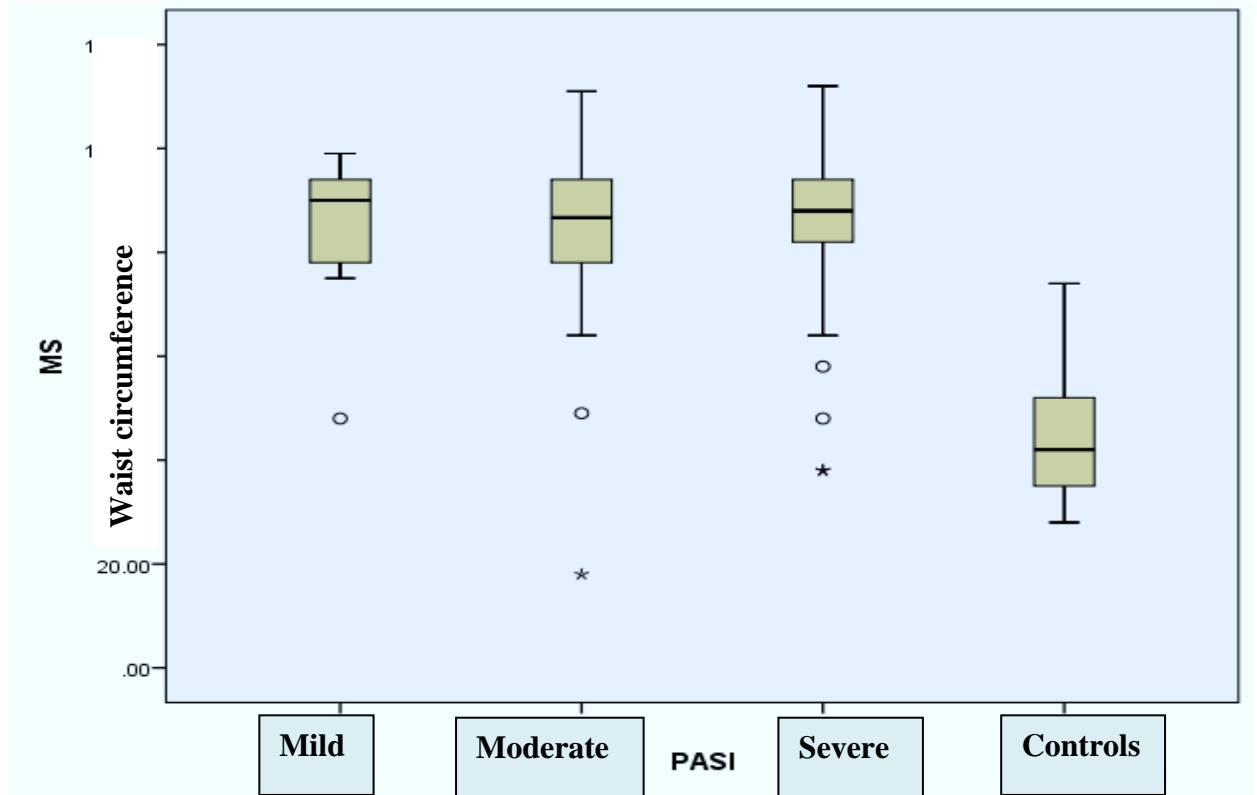 1
1
MS
Waist circumference
20.00
.00
Mild
Moderate
PASI
Severe
Controls